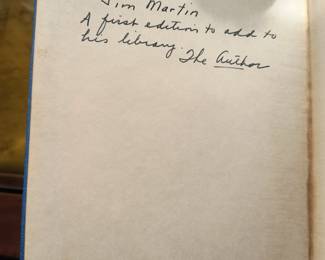 Jim Martin
A first edition to add to
his library. The Author